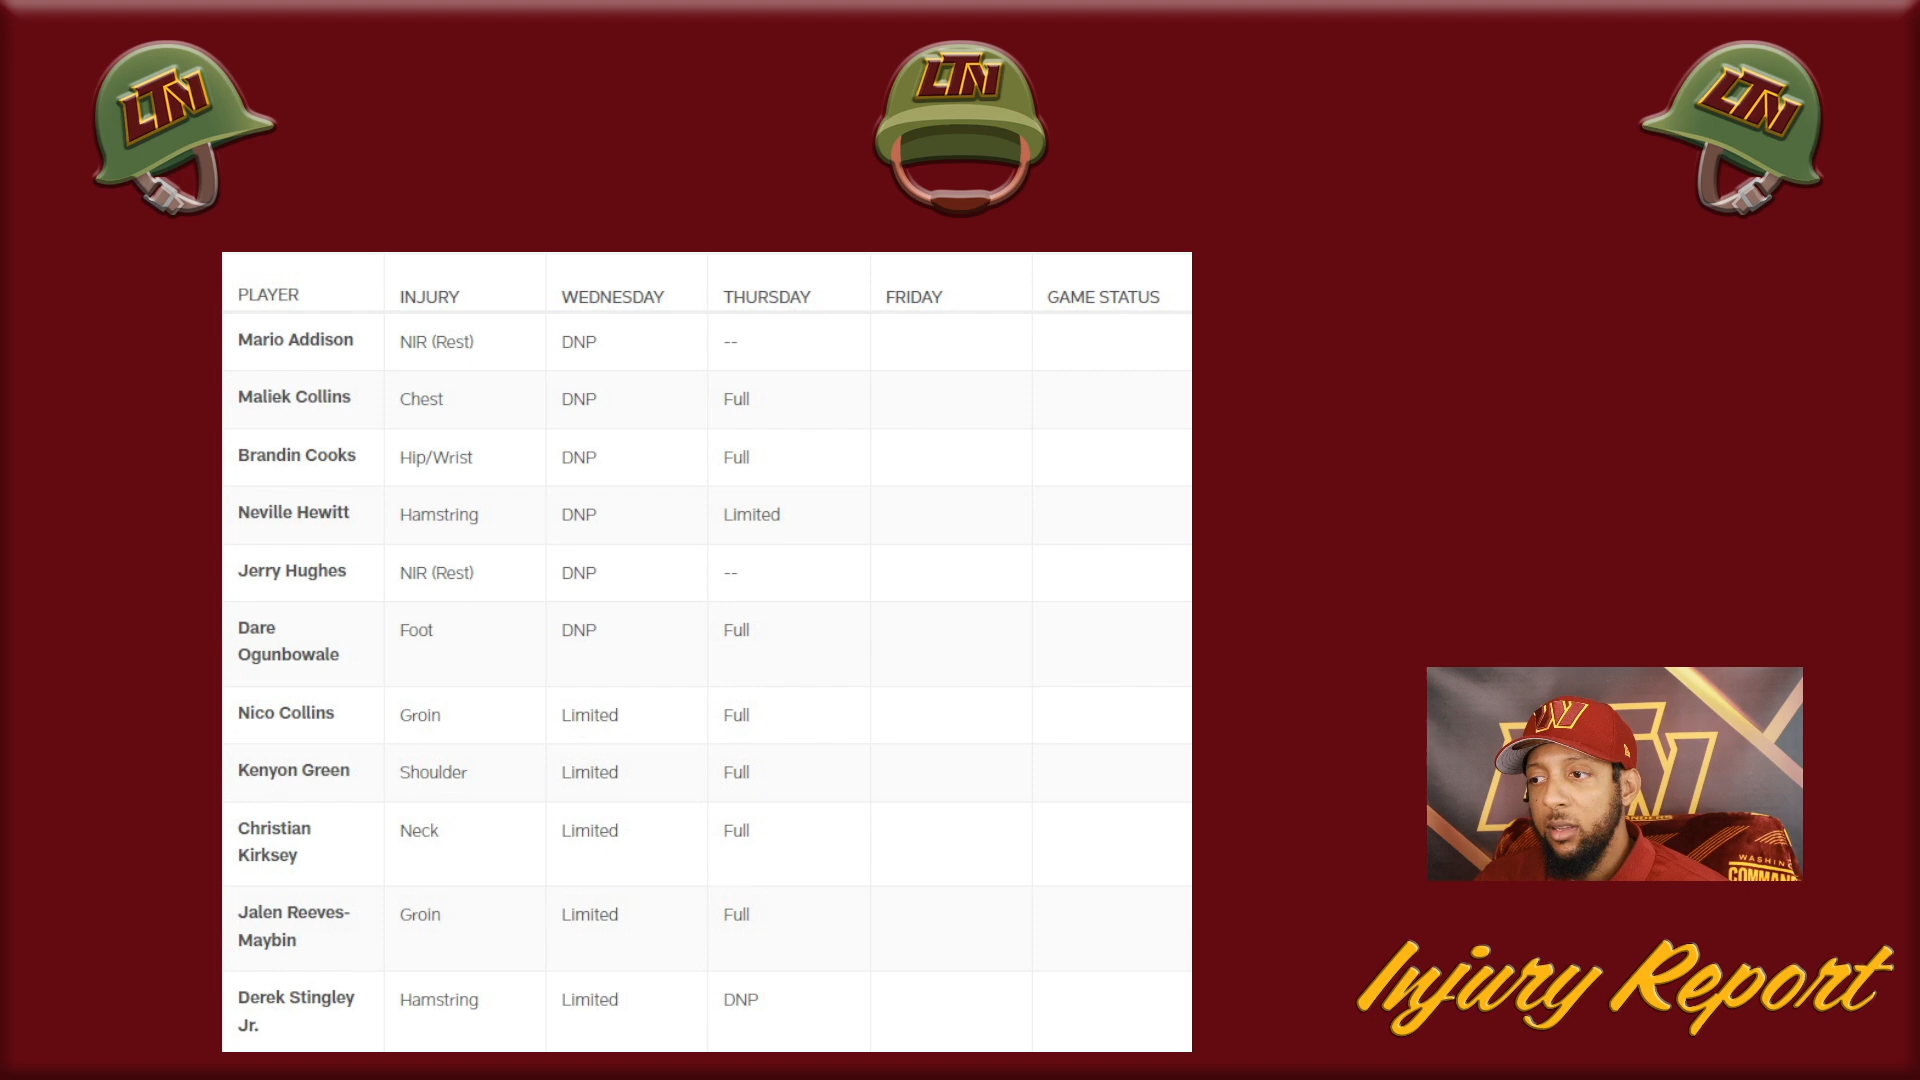 LTN
LTN
LTN
PLAYER INJURY WEDNESDAY THURSDAY FRIDAY GAME STATUS
Mario Addison NIR (Rest) DNP --
Maliek Collins Chest DNP Full
Brandin Cooks Hip/Wrist DNP Full
Neville Hewitt Hamstring DNP Limited
Jerry Hughes NIR (Rest) DNP --
Dare Foot DNP Full
Ogunbowale
Nico Collins Groin Limited Full
Kenyon Green Shoulder Limited Full
Christian Neck Limited Full
Kirksey
Jalen Reeves- Groin Limited Full
Maybin
Derek Stingley Hamstring Limited DNP
Jr.
W
LTN
WASHIN
COMMAN
Injury Report